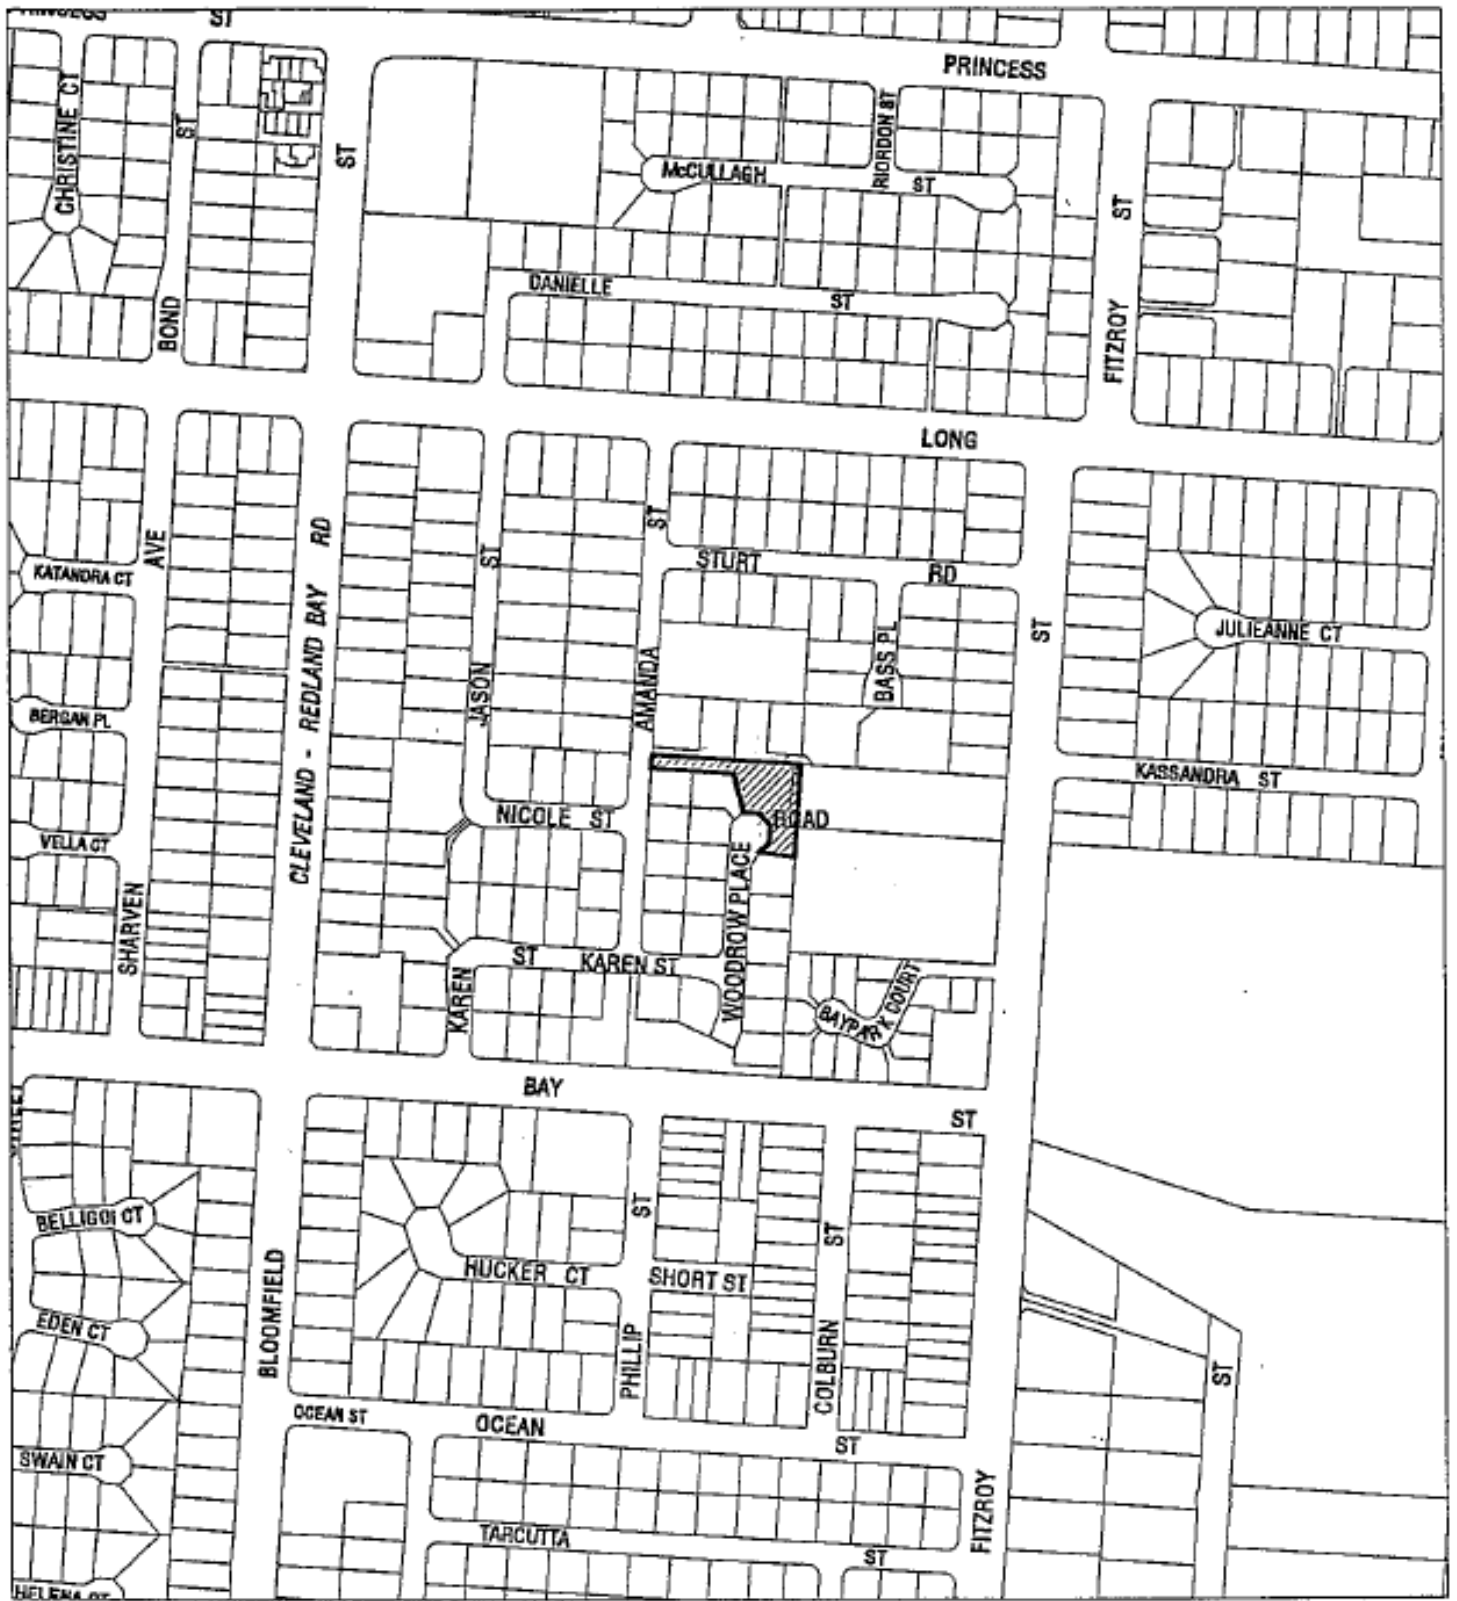 PRINCESS ST
PRINCESS
CHRISTINE CT
ST
ST
RIORDON ST
McCULLAGH
ST
ST
DANIELLE
ST
BOND
FITZROY
LONG
ST
AVE
RD
ST
STURT
RD
KATANDRA CT
ST
JULIEANNE CT
BASS PL
AMANDA
JASON
CLEVELAND - REDLAND BAY
BERGAN PL
KASSANDRA ST
NICOLE ST
ROAD
VELLA CT
WOODROW PLACE
SHARVEN
ST
KAREN ST
KAREN
BAYPARK COURT
BAY
ST
ST
BELLIGOI CT
ST
HUCKER CT
SHORT ST
BLOOMFIELD
EDEN CT
PHILLIP
COLBURN
ST
OCEAN ST
OCEAN
ST
SWAIN CT
FITZROY
TARCUTTA
ST
HELENA CT